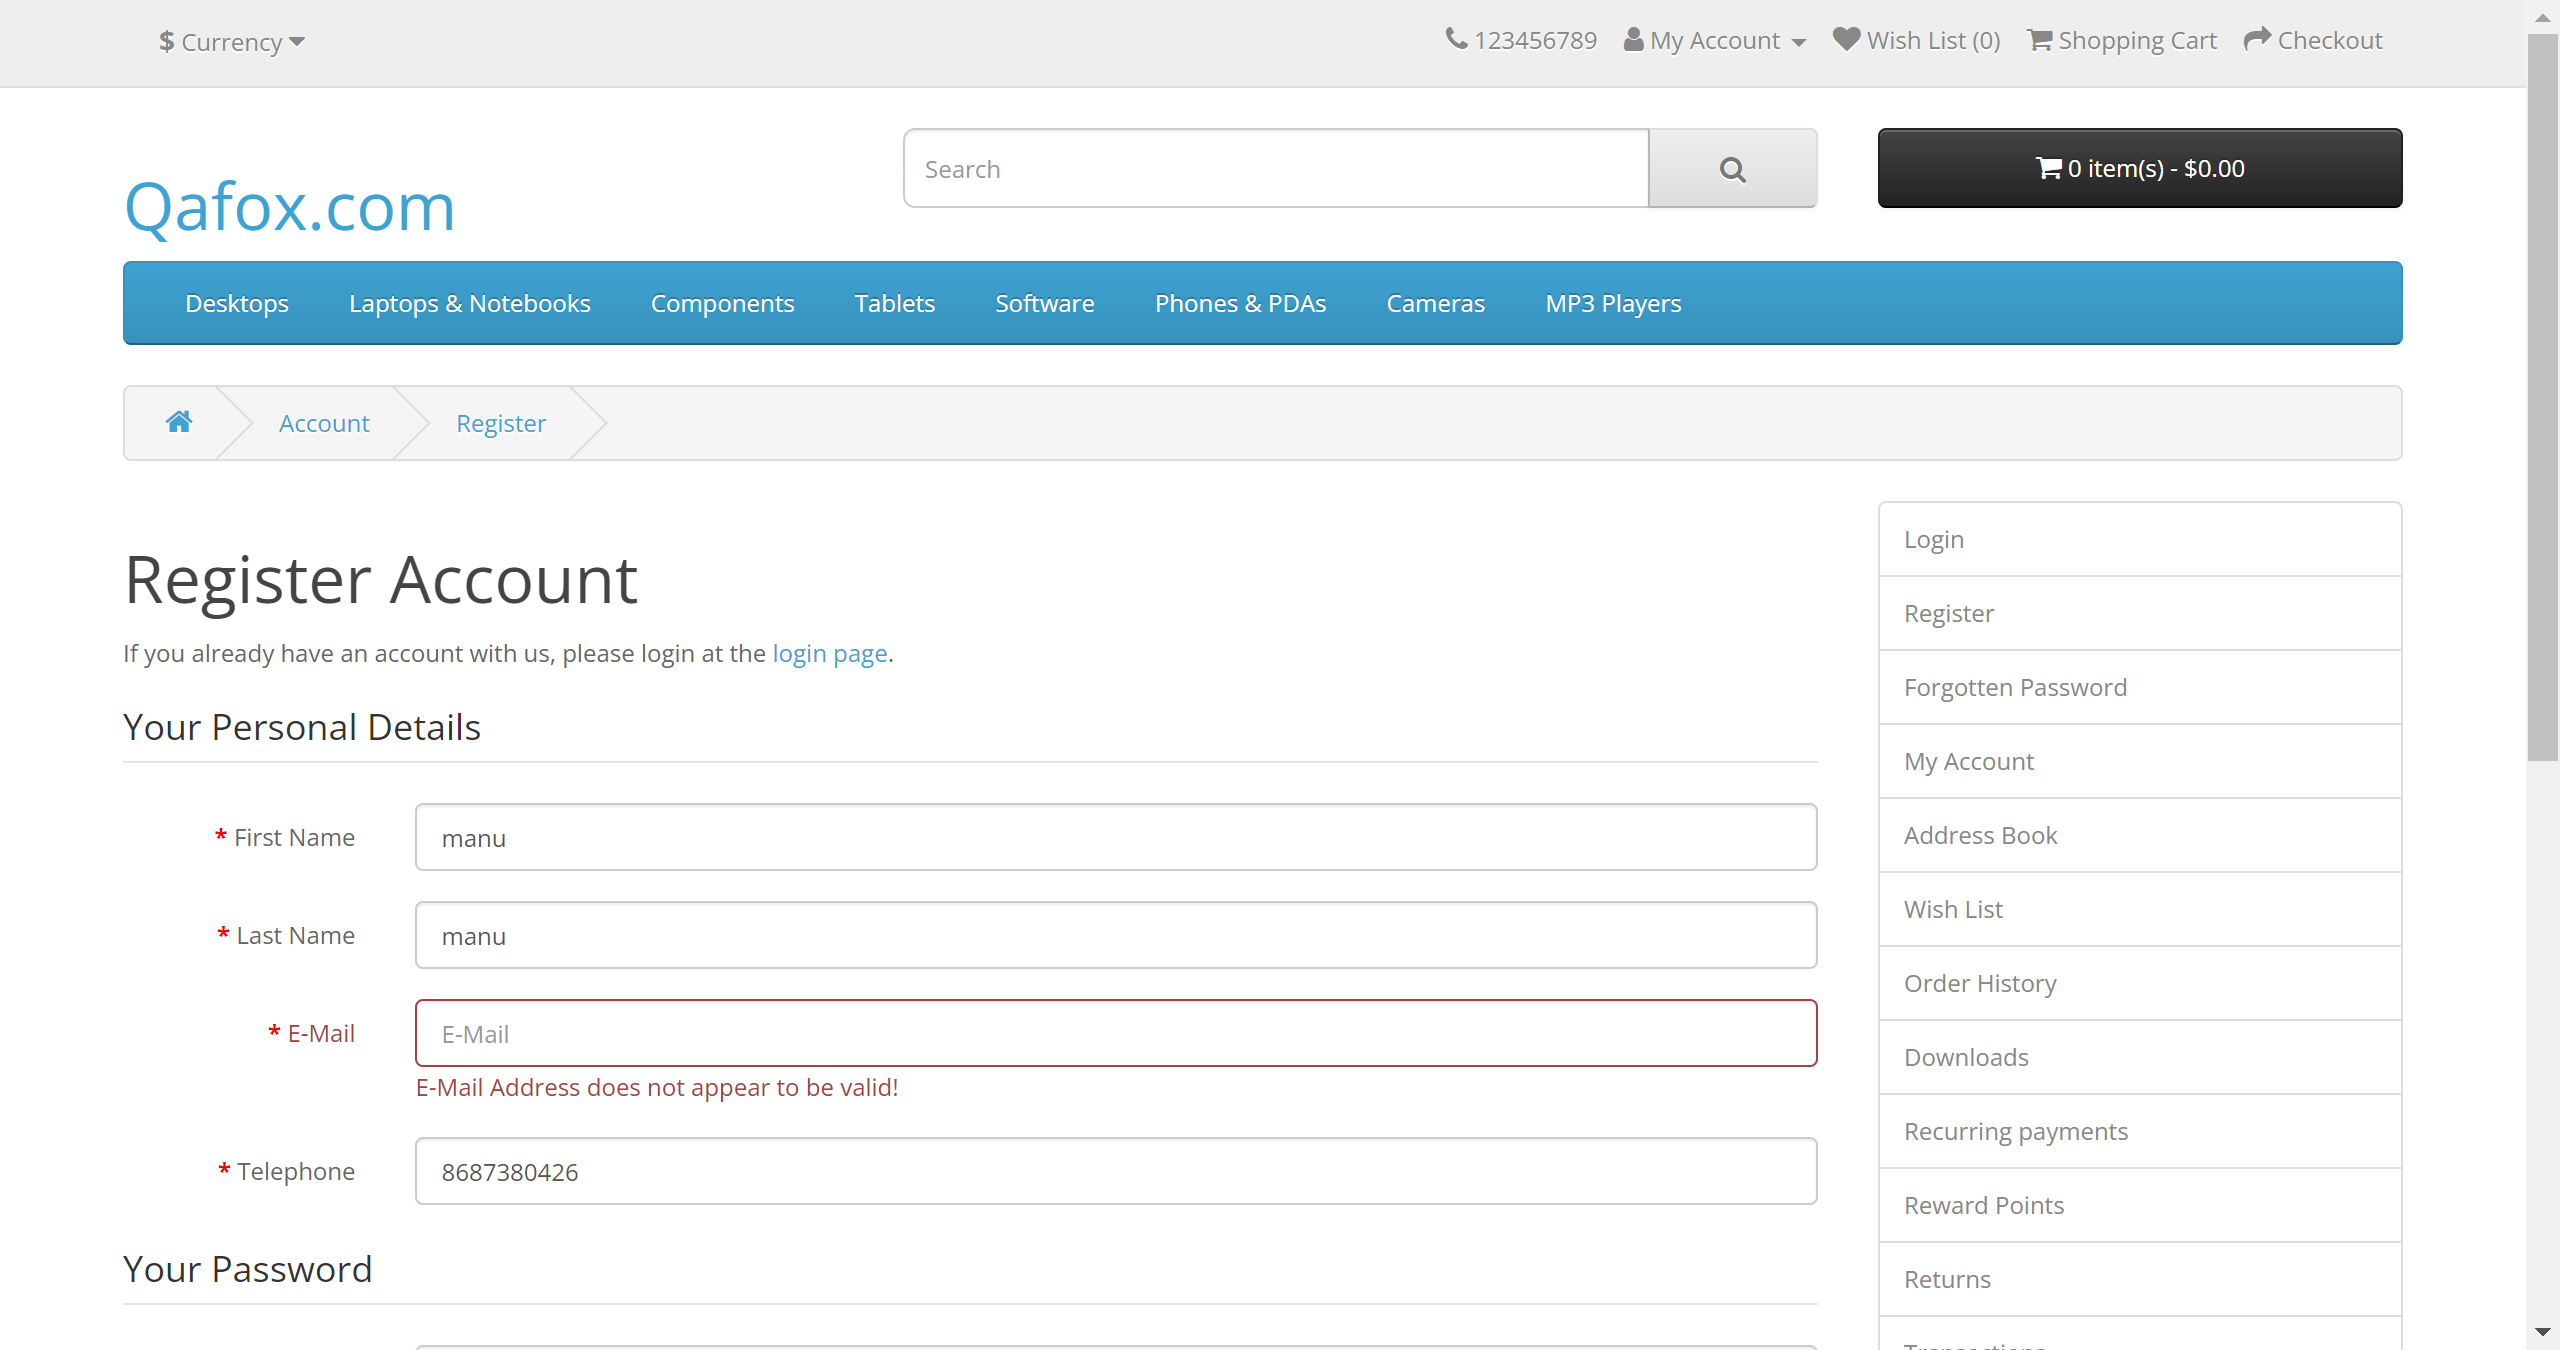 $ Currency
123456789 My Account Wish List (0) Shopping Cart Checkout
Qafox.com
Search
0 item(s) - $0.00
Desktops Laptops & Notebooks Components Tablets Software Phones & PDAs Cameras MP3 Players
Account Register
Register Account
If you already have an account with us, please login at the login page.
Your Personal Details
* First Name manu
* Last Name manu
* E-Mail E-Mail
E-Mail Address does not appear to be valid!
* Telephone 8687380426
Your Password
Login
Register
Forgotten Password
My Account
Address Book
Wish List
Order History
Downloads
Recurring payments
Reward Points
Returns